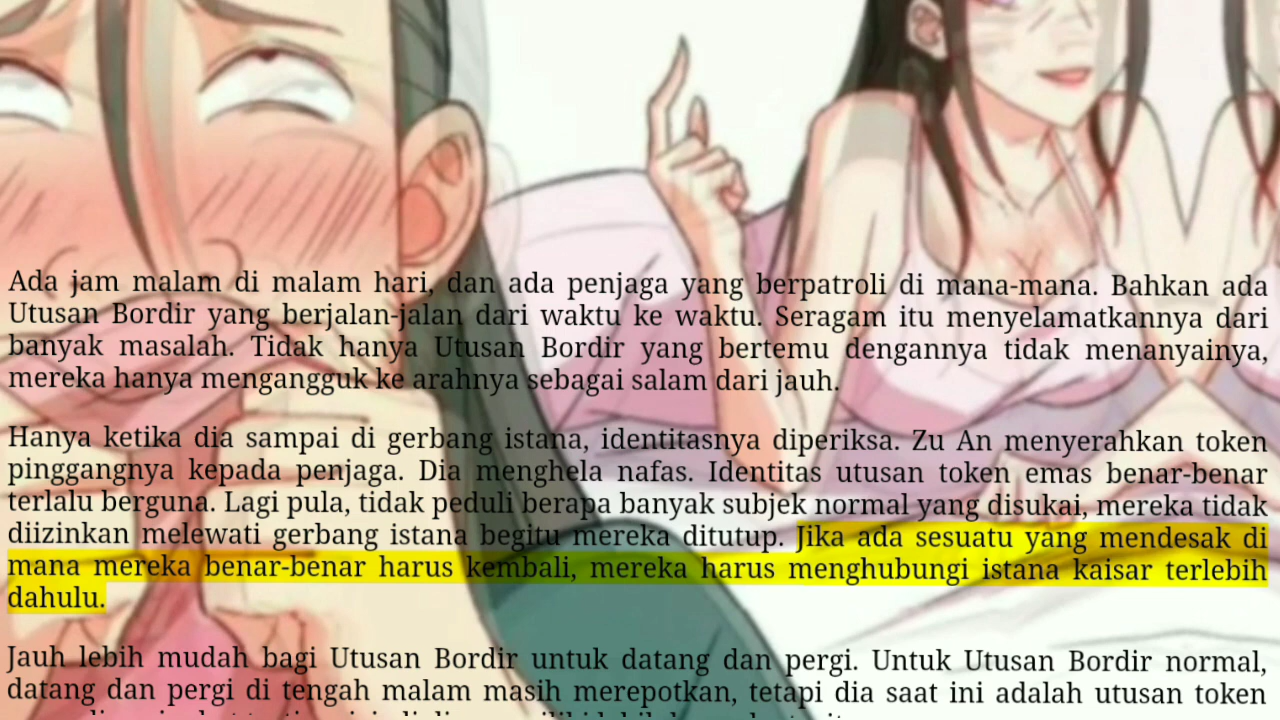 Ada jam malam di malam hari, dan ada penjaga yang berpatroli di mana-mana. Bahkan ada
Utusan Bordir yang berjalan-jalan dari waktu ke waktu. Seragam itu menyelamatkannya dari
banyak masalah. Tidak hanya Utusan Bordir yang bertemu dengannya tidak menanyainya,
mereka hanya mengangguk ke arahnya sebagai salam dari jauh.
Hanya ketika dia sampai di gerbang istana, identitasnya diperiksa. Zu An menyerahkan token
pinggangnya kepada penjaga. Dia menghela nafas. Identitas utusan token emas benar-benar
terlalu berguna. Lagi pula, tidak peduli berapa banyak subjek normal yang disukai, mereka tidak
diizinkan melewati gerbang istana begitu mereka ditutup. Jika ada sesuatu yang mendesak di
mana mereka benar-benar harus kembali, mereka harus menghubungi istana kaisar terlebih
dahulu.
Jauh lebih mudah bagi Utusan Bordir untuk datang dan pergi. Untuk Utusan Bordir normal,
datang dan pergi di tengah malam masih merepotkan, tetapi dia saat ini adalah utusan token